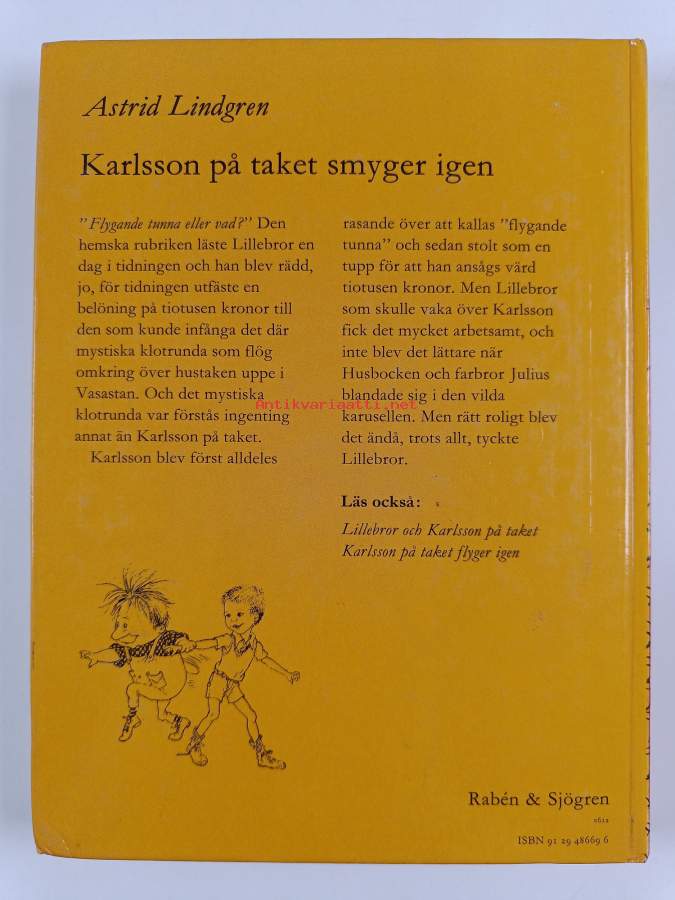 Astrid Lindgren
Karlsson på taket smyger igen
"Flygande tunna eller vad?" Den
hemska rubriken läste Lillebror en
dag i tidningen och han blev rädd,
jo, för tidningen utfäste en
belöning på tiotusen kronor till
den som kunde infånga det där
mystiska klotrunda som flög
omkring över hustaken uppe i
Vasastan. Och det mystiska
klotrunda var förstås ingenting
annat än Karlsson på taket.
Karlsson blev först alldeles
rasande över att kallas "flygande
tunna" och sedan stolt som en
tupp för att han ansågs värd
tiotusen kronor. Men Lillebror
som skulle vaka över Karlsson
fick det mycket arbetsamt, och
inte blev det lättare när
Husbocken och farbror Julius
blandade sig i den vilda
karusellen. Men rätt roligt blev
det ändå, trots allt, tyckte
Lillebror.
Läs också:
Lillebror och Karlsson på taket
Karlsson på taket flyger igen
Antikvariaatti.net
Rabén & Sjögren
2612
ISBN 91 29 48669 6